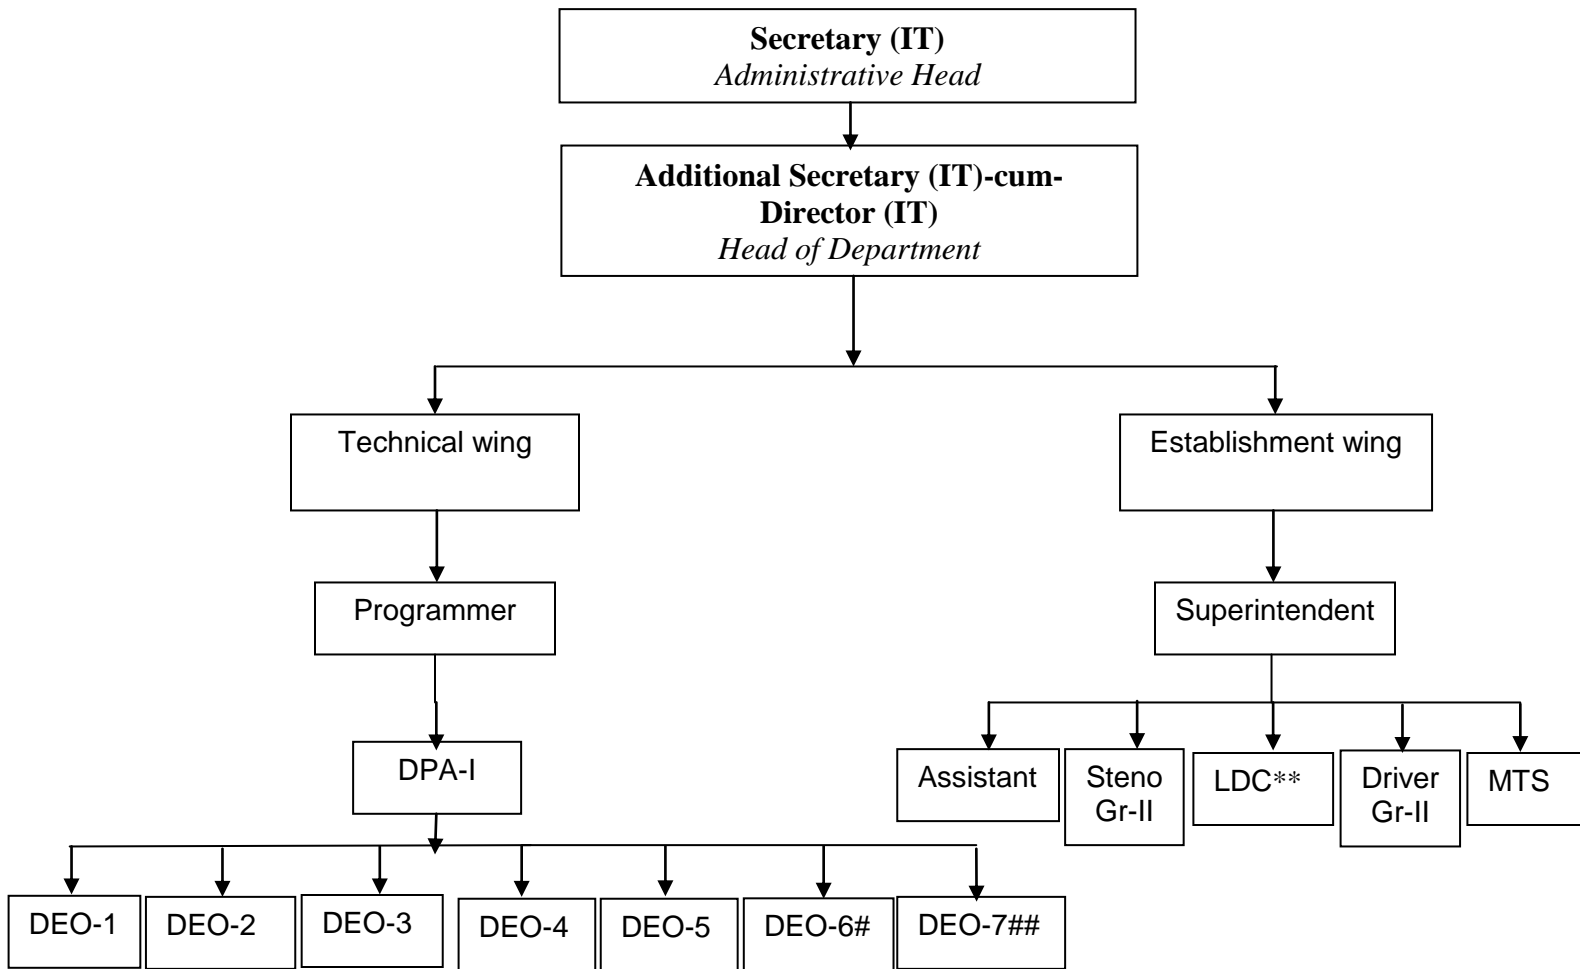 Secretary (IT)
Administrative Head
Additional Secretary (IT)-cum-
Director (IT)
Head of Department
Technical wing
Establishment wing
Programmer
Superintendent
DPA-I
Assistant
Steno
Gr-II
LDC**
Driver
Gr-II
MTS
DEO-1
DEO-2
DEO-3
DEO-4
DEO-5
DEO-6#
DEO-7##